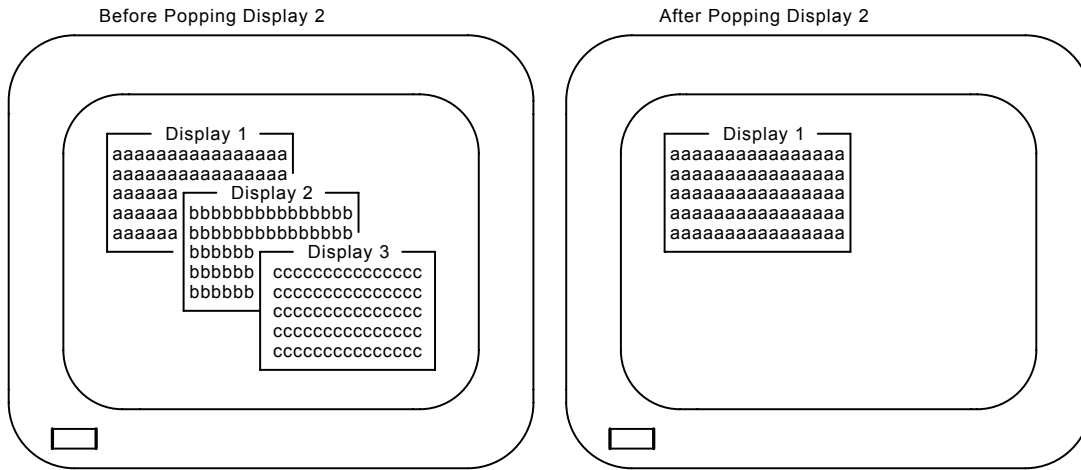 Before Popping Display 2
After Popping Display 2
Display 1
aaaaaaaaaaaaaaaa
aaaaaaaaaaaaaaaa
aaaaaa
aaaaaa
aaaaaa
Display 2
bbbbbbbbbbbbbbb
bbbbbbbbbbbbbbb
bbbbbb
bbbbbb
bbbbbb
Display 3
ccccccccccccccc
ccccccccccccccc
ccccccccccccccc
ccccccccccccccc
ccccccccccccccc
Display 1
aaaaaaaaaaaaaaaa
aaaaaaaaaaaaaaaa
aaaaaaaaaaaaaaaa
aaaaaaaaaaaaaaaa
aaaaaaaaaaaaaaaa